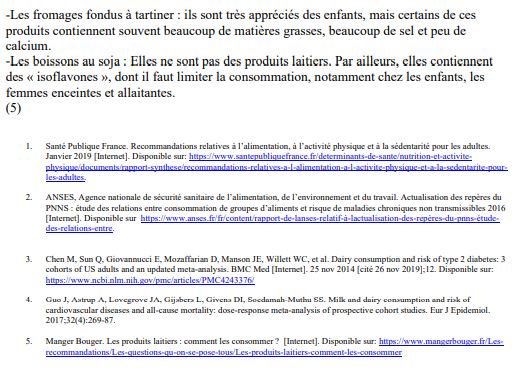 -Les fromages fondus à tartiner : ils sont très appréciés des enfants, mais certains de ces
produits contiennent souvent beaucoup de matières grasses, beaucoup de sel et peu de
calcium.
-Les boissons au soja : Elles ne sont pas des produits laitiers. Par ailleurs, elles contiennent
des « isoflavones », dont il faut limiter la consommation, notamment chez les enfants, les
femmes enceintes et allaitantes.
(5)
1. Santé Publique France. Recommandations relatives à l'alimentation, à l'activité physique et à la sédentarité pour les adultes.
Janvier 2019 [Internet]. Disponible sur: https://www.santepubliquefrance.fr/determinants-de-sante/nutrition-et-activite-
physique/documents/rapport-synthese/recommandations-relatives-a-l-alimentation-a-l-activite-physique-et-a-la-sedentarite-pour-
les-adultes.
2. ANSES, Agence nationale de sécurité sanitaire de l'alimentation, de l'environnement et du travail. Actualisation des repères du
PNNS : étude des relations entre consommation de groupes d'aliments et risque de maladies chroniques non transmissibles 2016
[Internet]. Disponible sur https://www.anses.fr/fr/content/rapport-de-lanses-relatif-à-lactualisation-des-repères-du-pnns-étude-
des-relations-entre.
3. Chen M, Sun Q, Giovannucci E, Mozaffarian D, Manson JE, Willett WC, et al. Dairy consumption and risk of type 2 diabetes: 3
cohorts of US adults and an updated meta-analysis. BMC Med [Internet]. 25 nov 2014 [cité 26 nov 2019];12. Disponible sur:
https://www.ncbi.nlm.nih.gov/pmc/articles/PMC4243376/
4. Guo J, Astrup A, Lovegrove JA, Gijsbers L, Givens DI, Soedamah-Muthu SS. Milk and dairy consumption and risk of
cardiovascular diseases and all-cause mortality: dose-response meta-analysis of prospective cohort studies. Eur J Epidemiol.
2017;32(4):269-87.
5. Manger Bouger. Les produits laitiers : comment les consommer ? [Internet]. Disponible sur: https://www.mangerbouger.fr/Les-
recommandations/Les-questions-qu-on-se-pose-tous/Les-produits-laitiers-comment-les-consommer